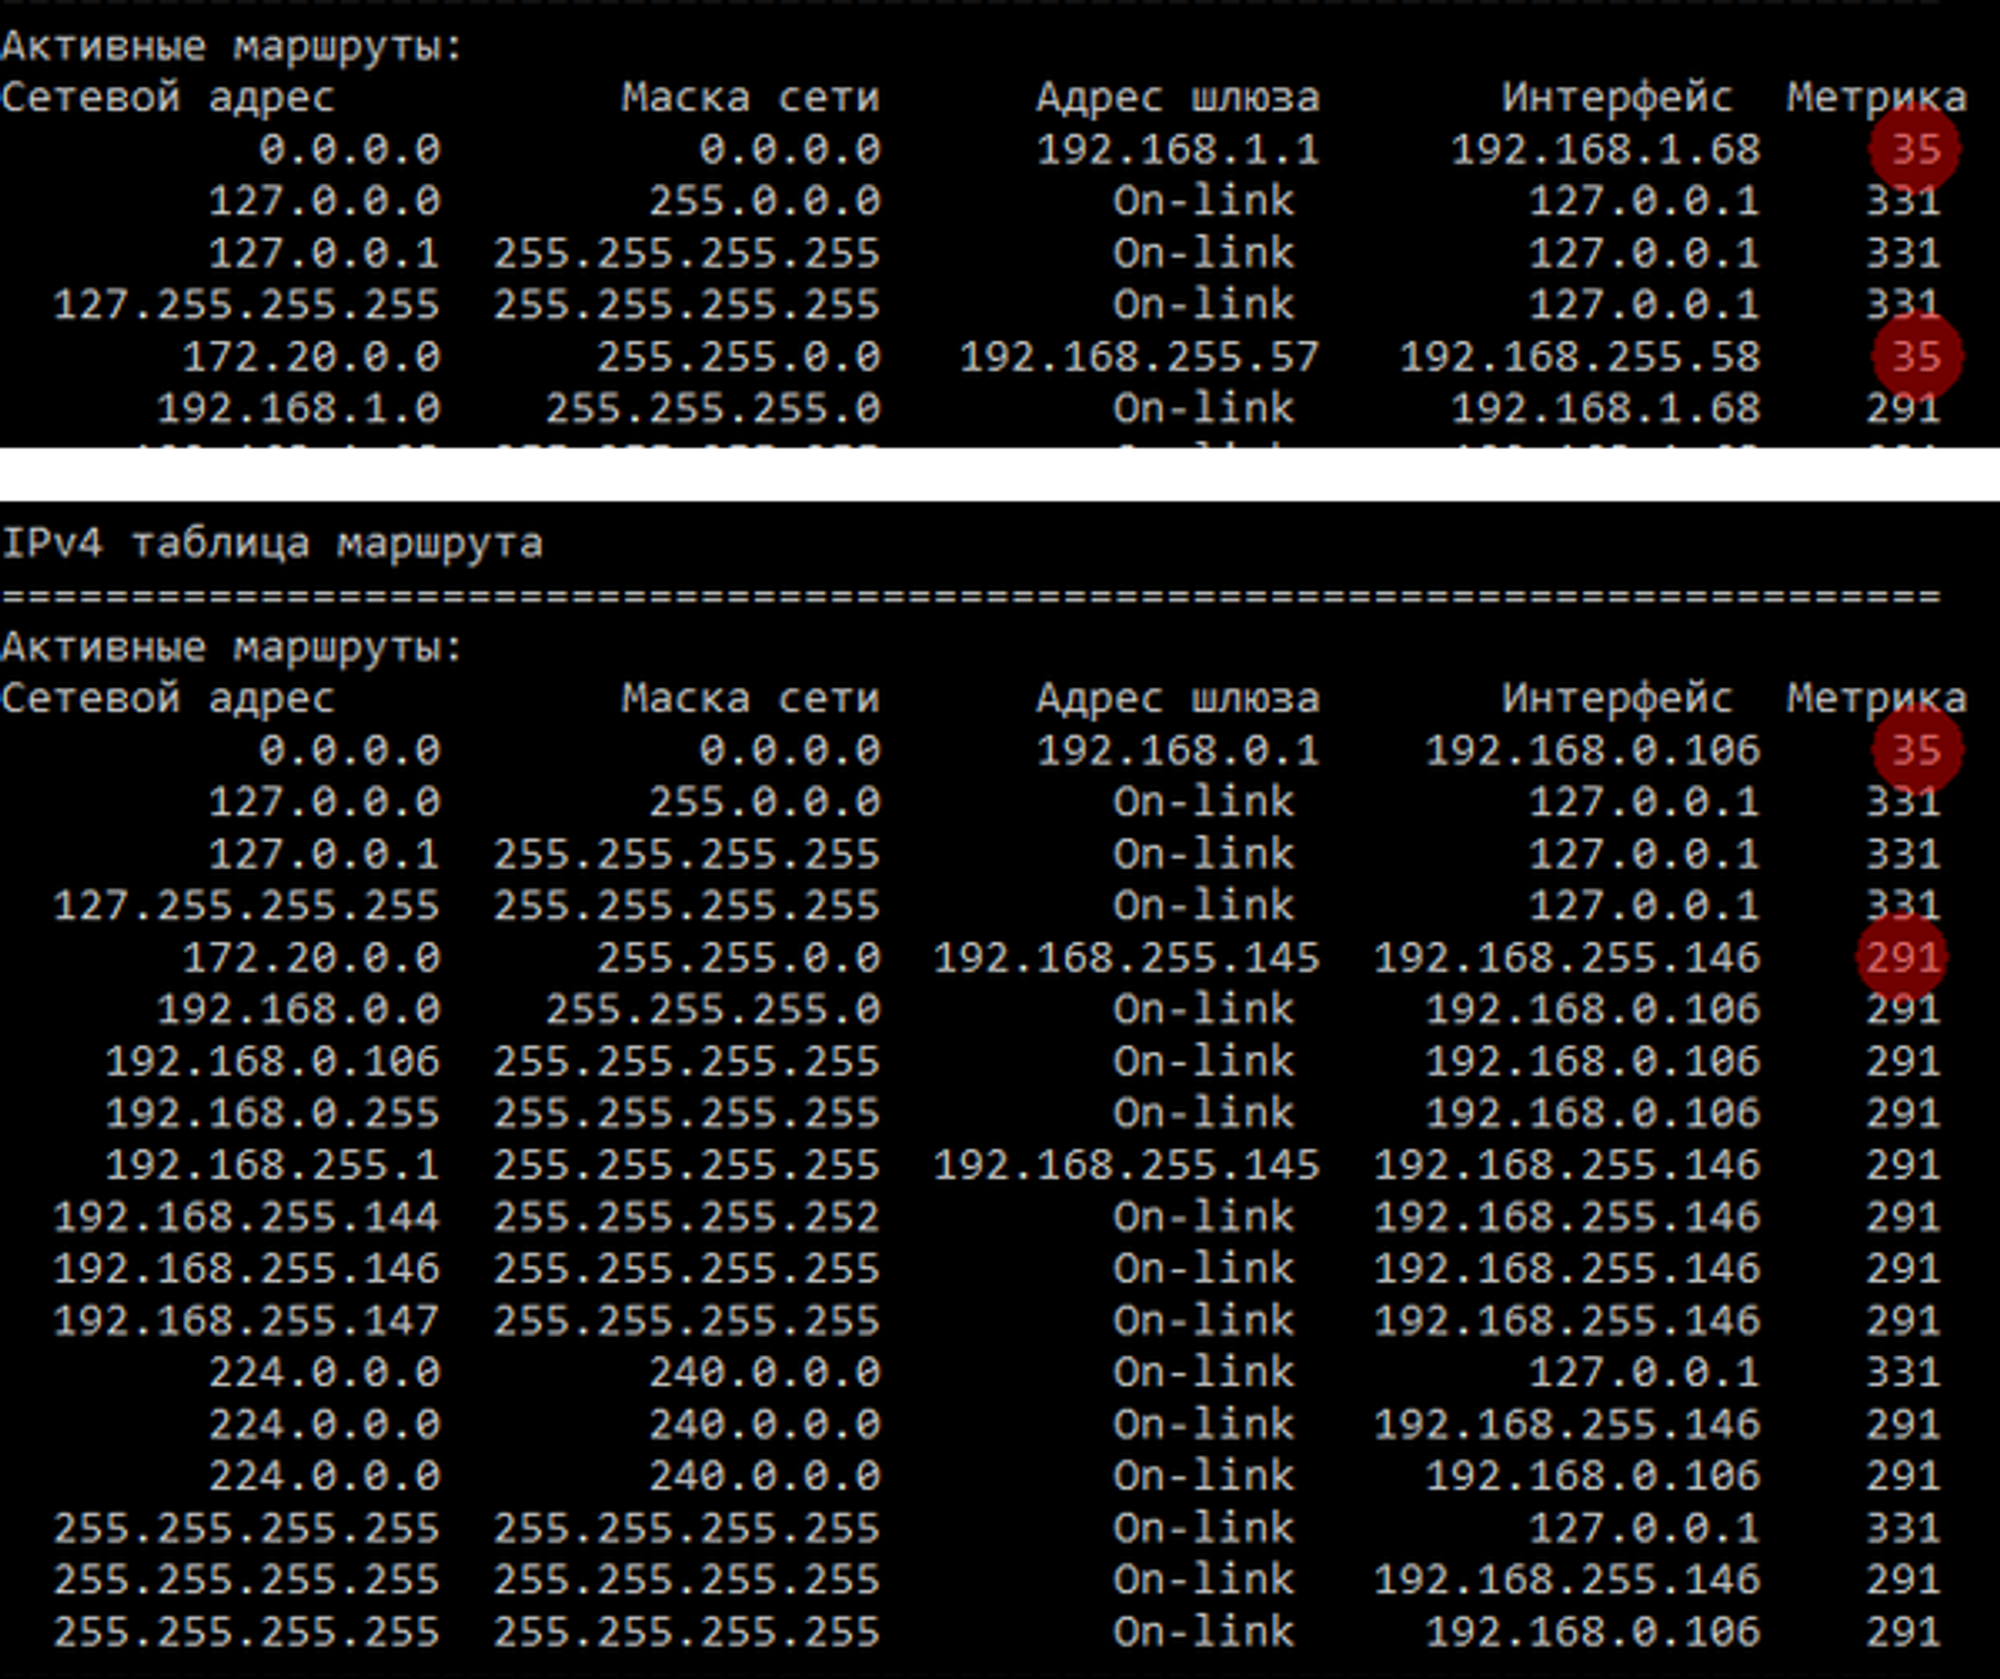 Активные маршруты:
Сетевой адрес Маска сети Адрес шлюза Интерфейс Метрика
0.0.0.0 0.0.0.0 192.168.1.1 192.168.1.68 35
127.0.0.0 255.0.0.0 On-link 127.0.0.1 331
127.0.0.1 255.255.255.255 On-link 127.0.0.1 331
127.255.255.255 255.255.255.255 On-link 127.0.0.1 331
172.20.0.0 255.255.0.0 192.168.255.57 192.168.255.58 35
192.168.1.0 255.255.255.0 On-link 192.168.1.68 291
IPv4 таблица маршрута
===========================================================================
Активные маршруты:
Сетевой адрес Маска сети Адрес шлюза Интерфейс Метрика
0.0.0.0 0.0.0.0 192.168.0.1 192.168.0.106 35
127.0.0.0 255.0.0.0 On-link 127.0.0.1 331
127.0.0.1 255.255.255.255 On-link 127.0.0.1 331
127.255.255.255 255.255.255.255 On-link 127.0.0.1 331
172.20.0.0 255.255.0.0 192.168.255.145 192.168.255.146 291
192.168.0.0 255.255.255.0 On-link 192.168.0.106 291
192.168.0.106 255.255.255.255 On-link 192.168.0.106 291
192.168.0.255 255.255.255.255 On-link 192.168.0.106 291
192.168.255.1 255.255.255.255 192.168.255.145 192.168.255.146 291
192.168.255.144 255.255.255.252 On-link 192.168.255.146 291
192.168.255.146 255.255.255.255 On-link 192.168.255.146 291
192.168.255.147 255.255.255.255 On-link 192.168.255.146 291
224.0.0.0 240.0.0.0 On-link 127.0.0.1 331
224.0.0.0 240.0.0.0 On-link 192.168.255.146 291
224.0.0.0 240.0.0.0 On-link 192.168.0.106 291
255.255.255.255 255.255.255.255 On-link 127.0.0.1 331
255.255.255.255 255.255.255.255 On-link 192.168.255.146 291
255.255.255.255 255.255.255.255 On-link 192.168.0.106 291